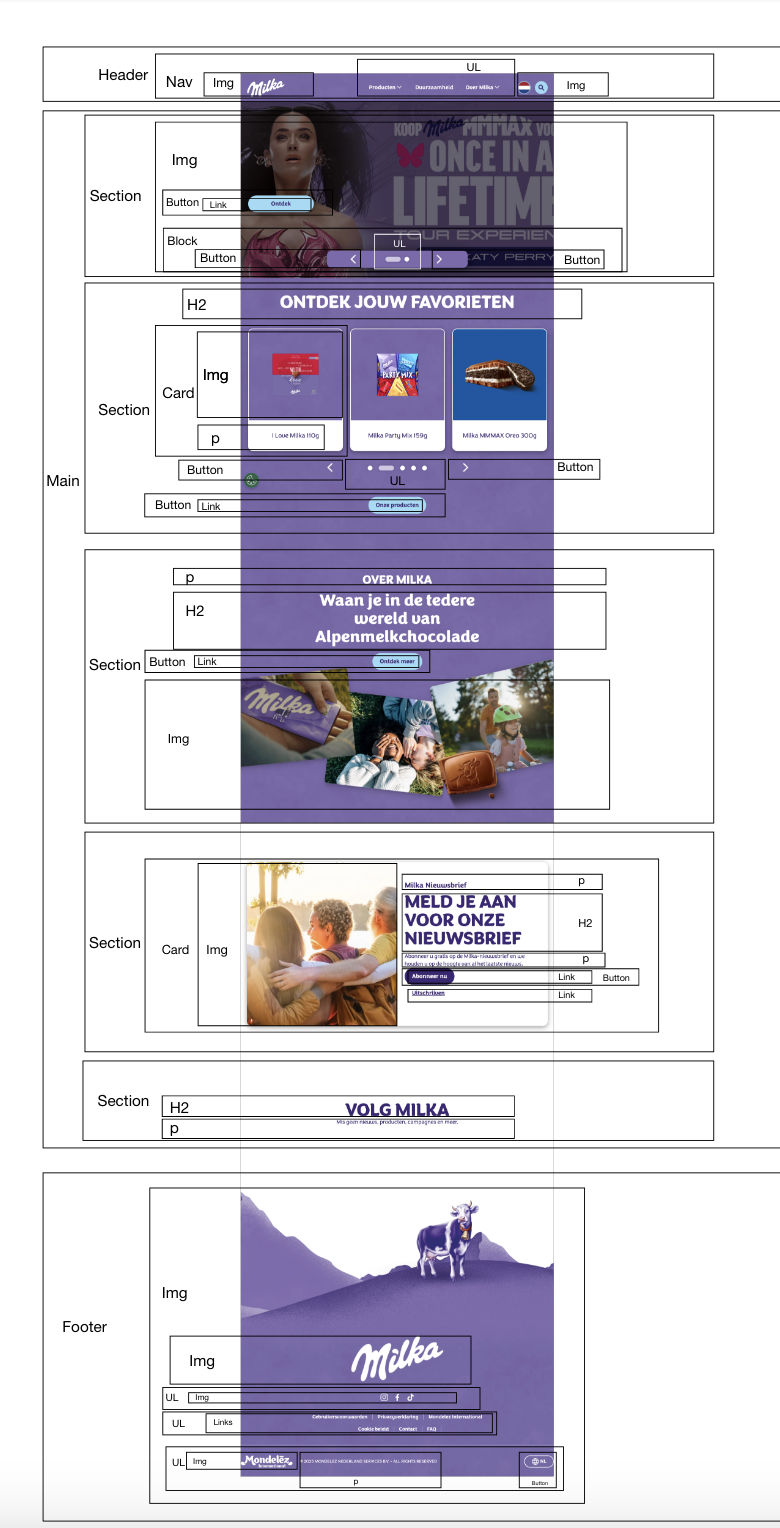 Header
Nav
Img
Milka
UL
Producten
Duurzaamheid
Over Milka
Img
Section
Img
KOOP Milka MMMAX VOO
ONCE IN A
LIFETIME
TOUR EXPERIEN
KATY PERRY
Button
Link
Ontdek
Block
UL
Button
Button
Main
Section
H2
ONTDEK JOUW FAVORIETEN
Card
Img
PARTY MIX
p
I Love Milka 110g
Milka Party Mix 159g
Milka MMMAX Oreo 300g
Button
UL
Button
Button
Link
Onze producten
Section
p
OVER MILKA
H2
Waan je in de tedere
wereld van
Alpenmelkchocolade
Button
Link
Ontdek meer
Milka
Img
Section
Card
Img
Milka Nieuwsbrief
p
MELD JE AAN
VOOR ONZE
NIEUWSBRIEF
H2
Abonneer u gratis op de Milka-nieuwsbrief en we
houden u op de hoogte van al het laatste nieuws.
p
Abonneer nu
Link
Button
Uitschrijven
Link
Section
H2
VOLG MILKA
p
Mis geen nieuws, producten, campagnes en meer.
Footer
Img
Img
Milka
UL
Img
UL
Links
Gebruikersvoorwaarden | Privacyverklaring | Mondelez International
Cookie beleid | Contact | FAQ
UL
Img
Mondelēz
International
© 2025 MONDELEZ NEDERLAND SERVICES BV - ALL RIGHTS RESERVED
NL
p
Button